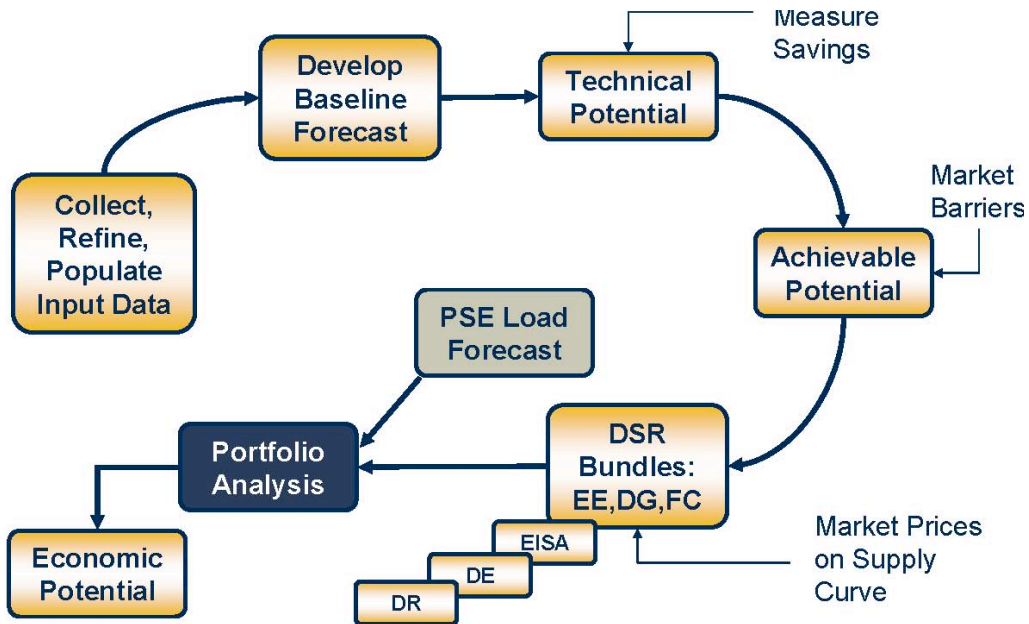 Measure
Savings
Develop
Baseline
Forecast
Technical
Potential
Collect,
Refine,
Populate
Input Data
Market
Barriers
Achievable
Potential
PSE Load
Forecast
DSR
Bundles:
EE,DG,FC
Portfolio
Analysis
EISA
DE
DR
Market Prices
on Supply
Curve
Economic
Potential